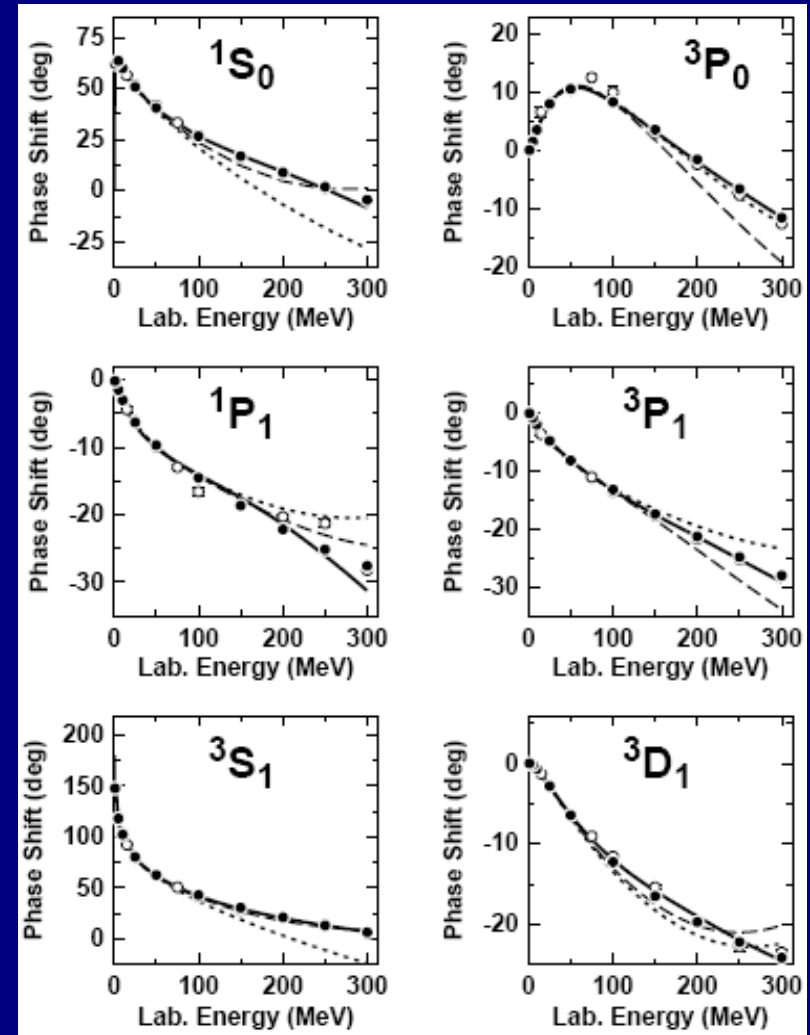 ¹S₀
Phase Shift (deg)
75
50
25
0
-25
0 100 200 300
Lab. Energy (MeV)
³P₀
Phase Shift (deg)
20
10
0
-10
-20
0 100 200 300
Lab. Energy (MeV)
¹P₁
Phase Shift (deg)
0
-10
-20
-30
0 100 200 300
Lab. Energy (MeV)
³P₁
Phase Shift (deg)
0
-10
-20
-30
0 100 200 300
Lab. Energy (MeV)
³S₁
Phase Shift (deg)
200
150
100
50
0
0 100 200 300
Lab. Energy (MeV)
³D₁
Phase Shift (deg)
0
-10
-20
0 100 200 300
Lab. Energy (MeV)